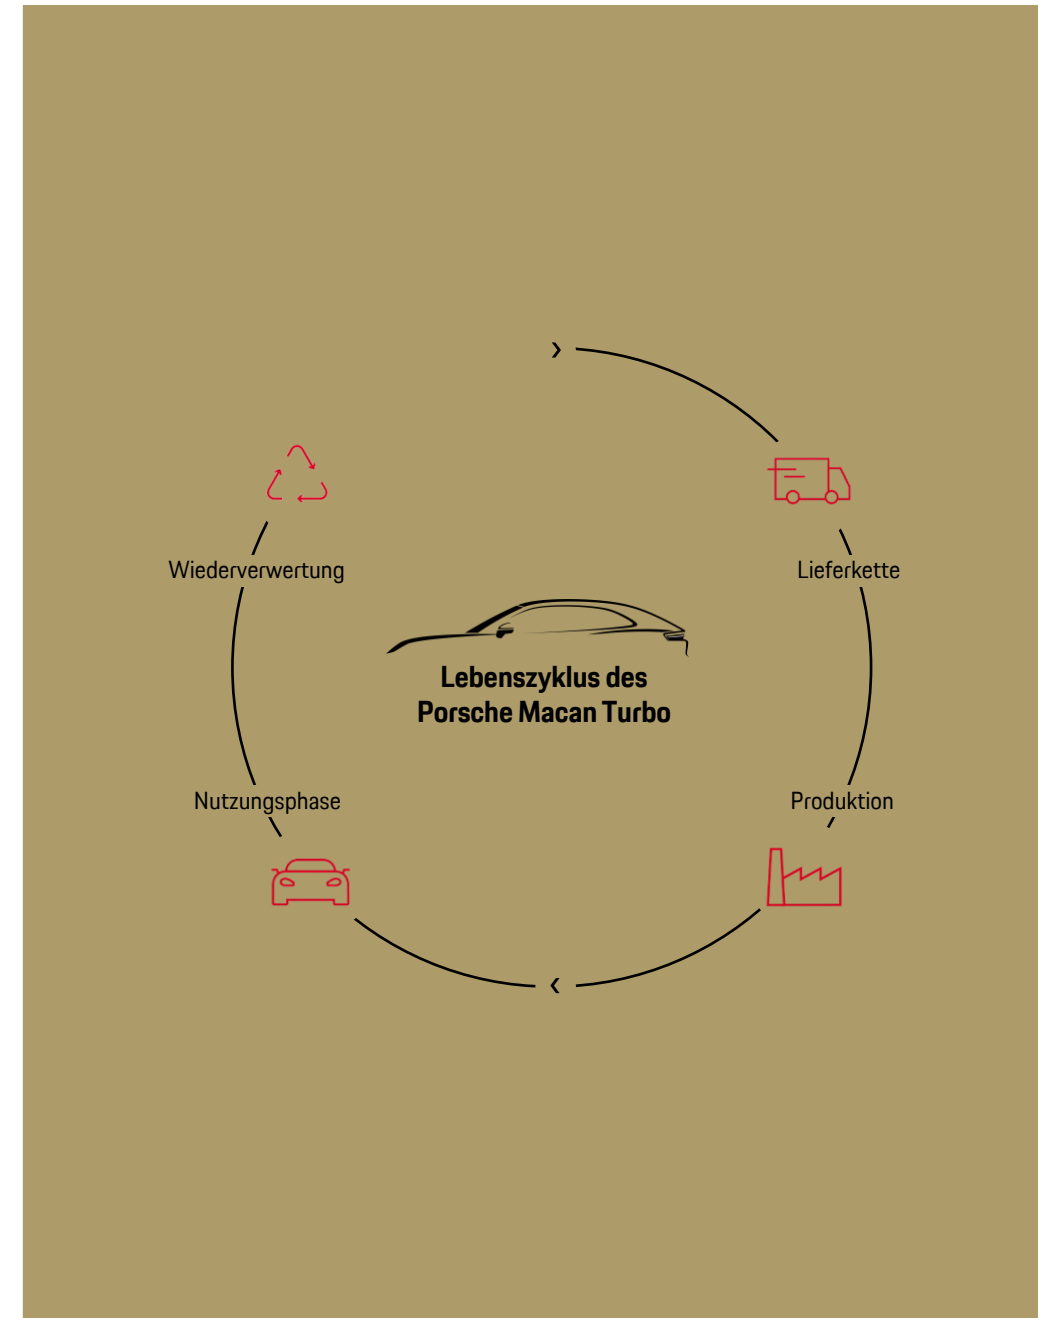 Wiederverwertung
Lieferkette
Lebenszyklus des
Porsche Macan Turbo
Nutzungsphase
Produktion